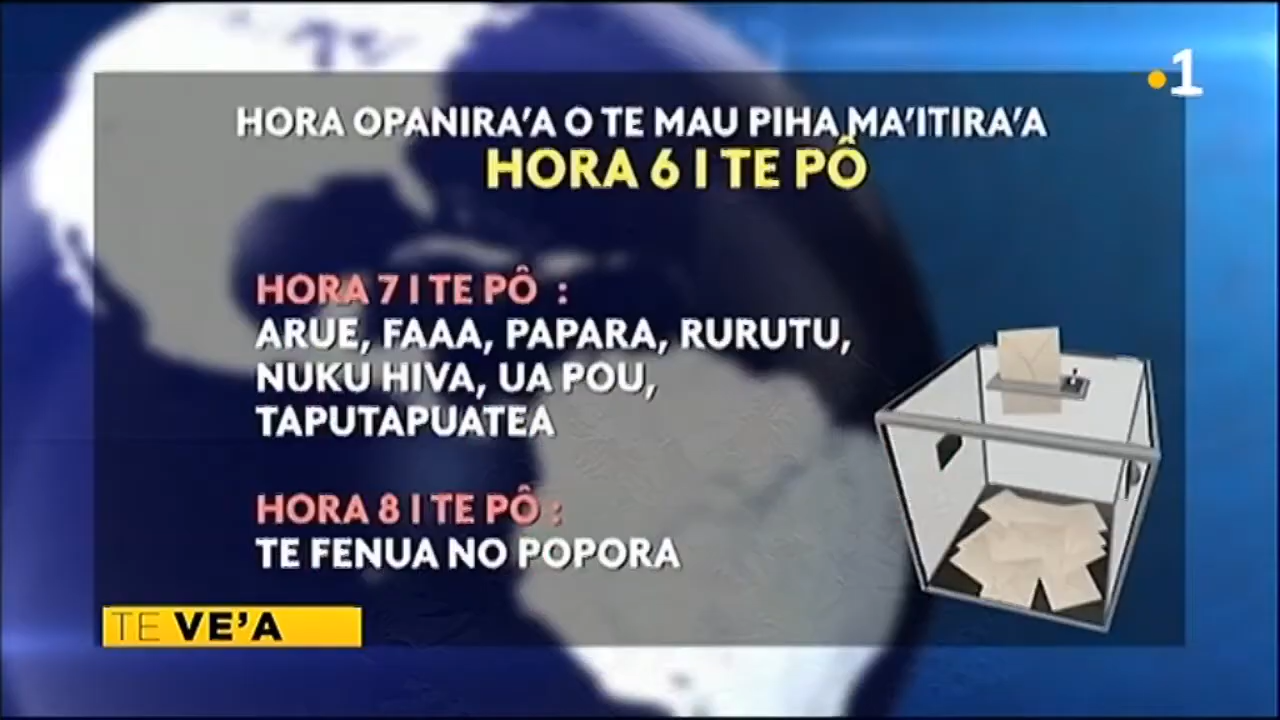 1
HORA OPANIRA'A O TE MAU PIHA MA'ITIRA'A
HORA 6 I TE PÔ
HORA 7 I TE PÔ :
ARUE, FAAA, PAPARA, RURUTU,
NUKU HIVA, UA POU,
TAPUTAPUATEA
HORA 8 I TE PÔ :
TE FENUA NO POPORA
TE VE'A